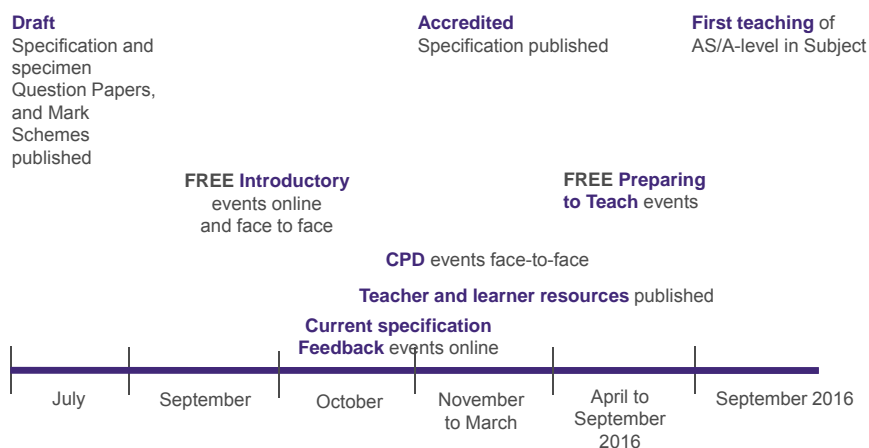 Draft
Specification and
specimen
Question Papers,
and Mark
Schemes
published
Accredited
Specification published
First teaching of
AS/A-level in Subject
FREE Introductory
events online
and face to face
FREE Preparing
to Teach events
CPD events face-to-face
Teacher and learner resources published
Current specification
Feedback events online
July
September
October
November
to March
April to
September
2016
September 2016